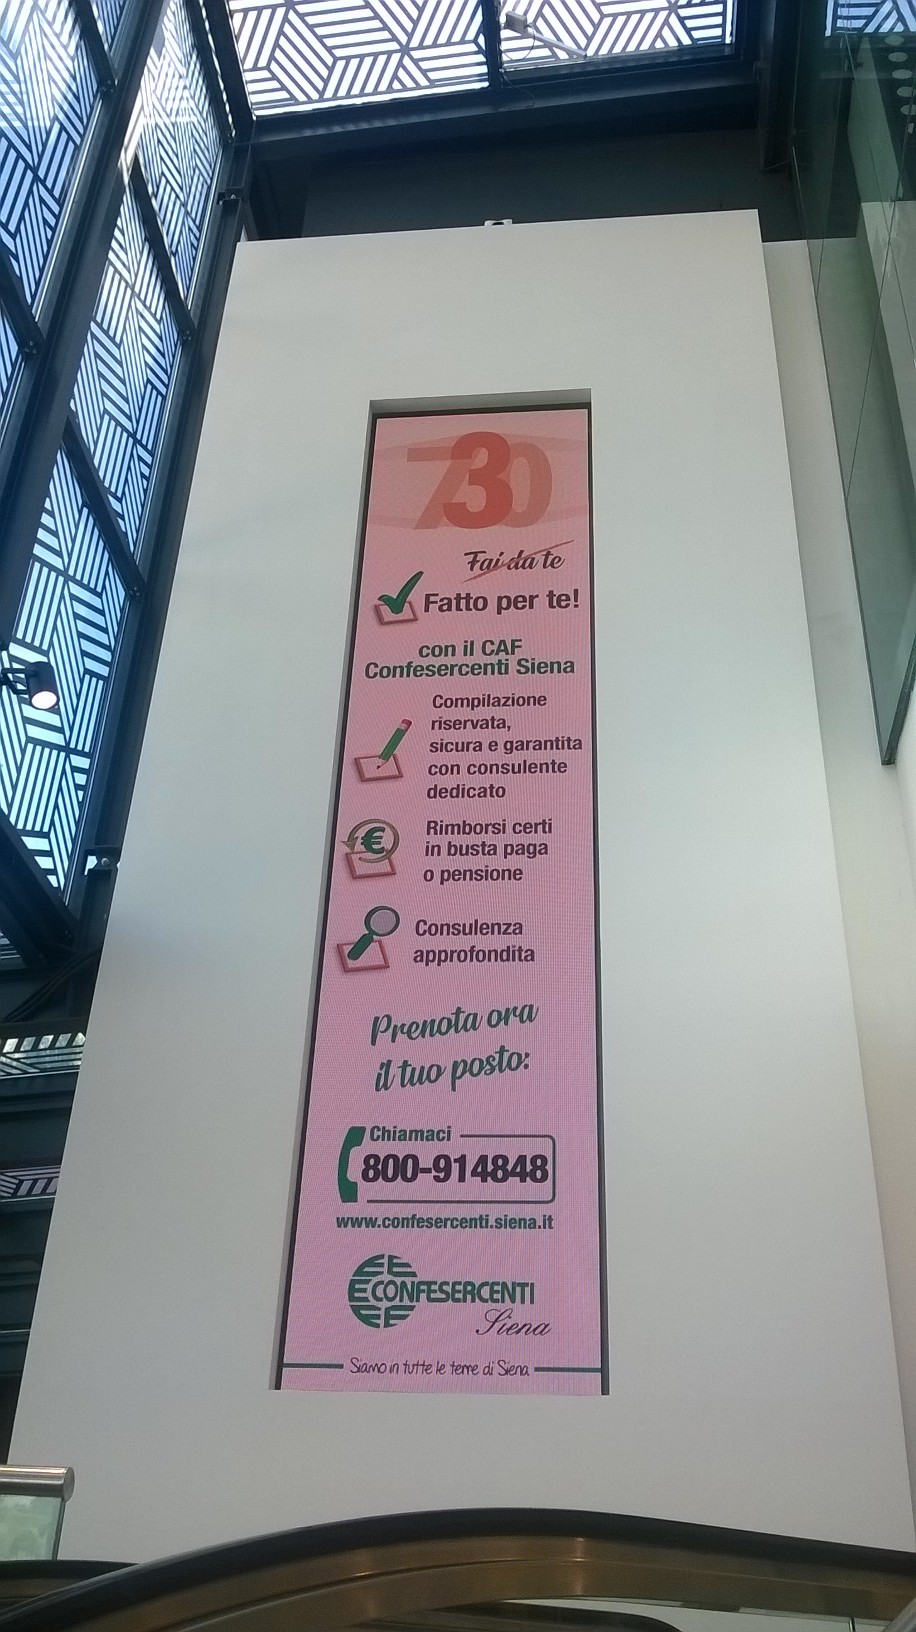 730
Fai da te
Fatto per te!
con il CAF
Confesercenti Siena
Compilazione
riservata,
sicura e garantita
con consulente
dedicato
€
Rimborsi certi
in busta paga
o pensione
Consulenza
approfondita
Prenota ora
il tuo posto:
Chiamaci
800-914848
www.confesercenti.siena.it
CONFESERCENTI
Siena
Siamo in tutte le terre di Siena